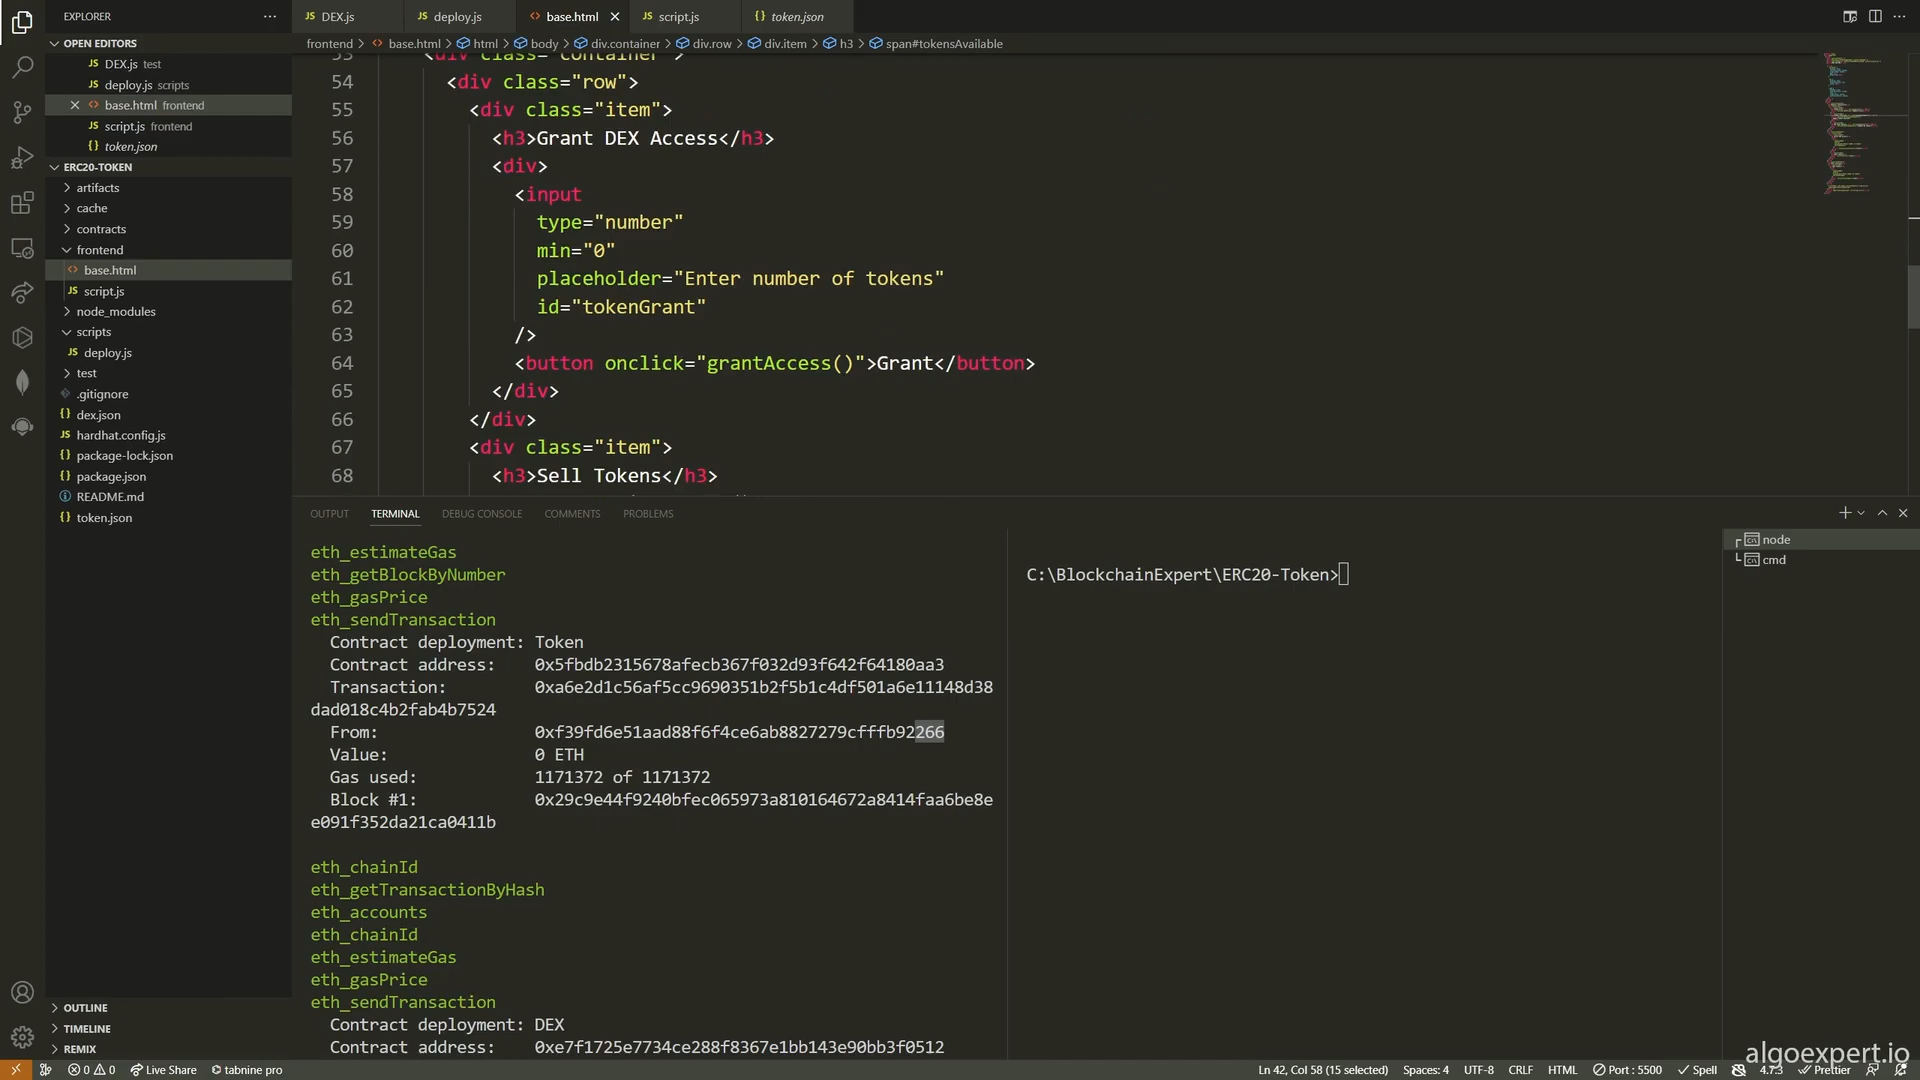 EXPLORER
OPEN EDITORS
DEX.js test
deploy.js scripts
base.html frontend
script.js frontend
token.json
ERC20-TOKEN
artifacts
cache
contracts
frontend
base.html
script.js
node_modules
scripts
deploy.js
test
.gitignore
dex.json
hardhat.config.js
package-lock.json
package.json
README.md
token.json
OUTLINE
TIMELINE
REMIX
DEX.js deploy.js base.html script.js token.json
frontend > base.html > html > body > div.container > div.row > div.item > h3 > span#tokensAvailable
53 <div class="container">
54 <div class="row">
55 <div class="item">
56 <h3>Grant DEX Access</h3>
57 <div>
58 <input
59 type="number"
60 min="0"
61 placeholder="Enter number of tokens"
62 id="tokenGrant"
63 />
64 <button onclick="grantAccess()">Grant</button>
65 </div>
66 </div>
67 <div class="item">
68 <h3>Sell Tokens</h3>
OUTPUT TERMINAL DEBUG CONSOLE COMMENTS PROBLEMS
eth_estimateGas
eth_getBlockByNumber
eth_gasPrice
eth_sendTransaction
Contract deployment: Token
Contract address: 0x5fbdb2315678afecb367f032d93f642f64180aa3
Transaction: 0xa6e2d1c56af5cc9690351b2f5b1c4df501a6e11148d38
dad018c4b2fab4b7524
From: 0xf39fd6e51aad88f6f4ce6ab8827279cfffb92266
Value: 0 ETH
Gas used: 1171372 of 1171372
Block #1: 0x29c9e44f9240bfec065973a810164672a8414faa6be8e
e091f352da21ca0411b
eth_chainId
eth_getTransactionByHash
eth_accounts
eth_chainId
eth_estimateGas
eth_gasPrice
eth_sendTransaction
Contract deployment: DEX
Contract address: 0xe7f1725e7734ce288f8367e1bb143e90bb3f0512
C:\BlockchainExpert\ERC20-Token>
node
cmd
algoexpert.io
0 0 Live Share tabnine pro
Ln 42, Col 58 (15 selected) Spaces: 4 UTF-8 CRLF HTML Port : 5500 Spell 4.7.3 Prettier